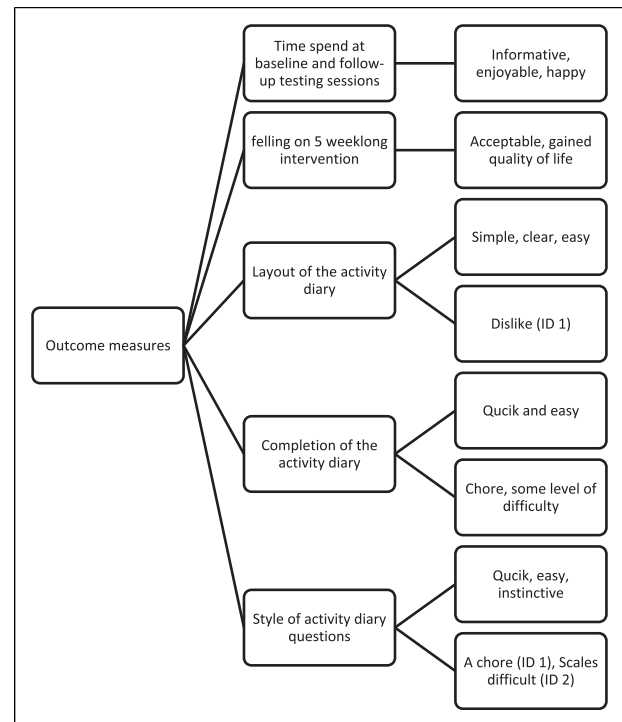 Time spend at
baseline and follow-
up testing sessions
Informative,
enjoyable, happy
felling on 5 weeklong
intervention
Acceptable, gained
quality of life
Layout of the activity
diary
Simple, clear, easy
Dislike (ID 1)
Outcome measures
Completion of the
activity diary
Qucik and easy
Chore, some level of
difficulty
Style of activity diary
questions
Qucik, easy,
instinctive
A chore (ID 1), Scales
difficult (ID 2)